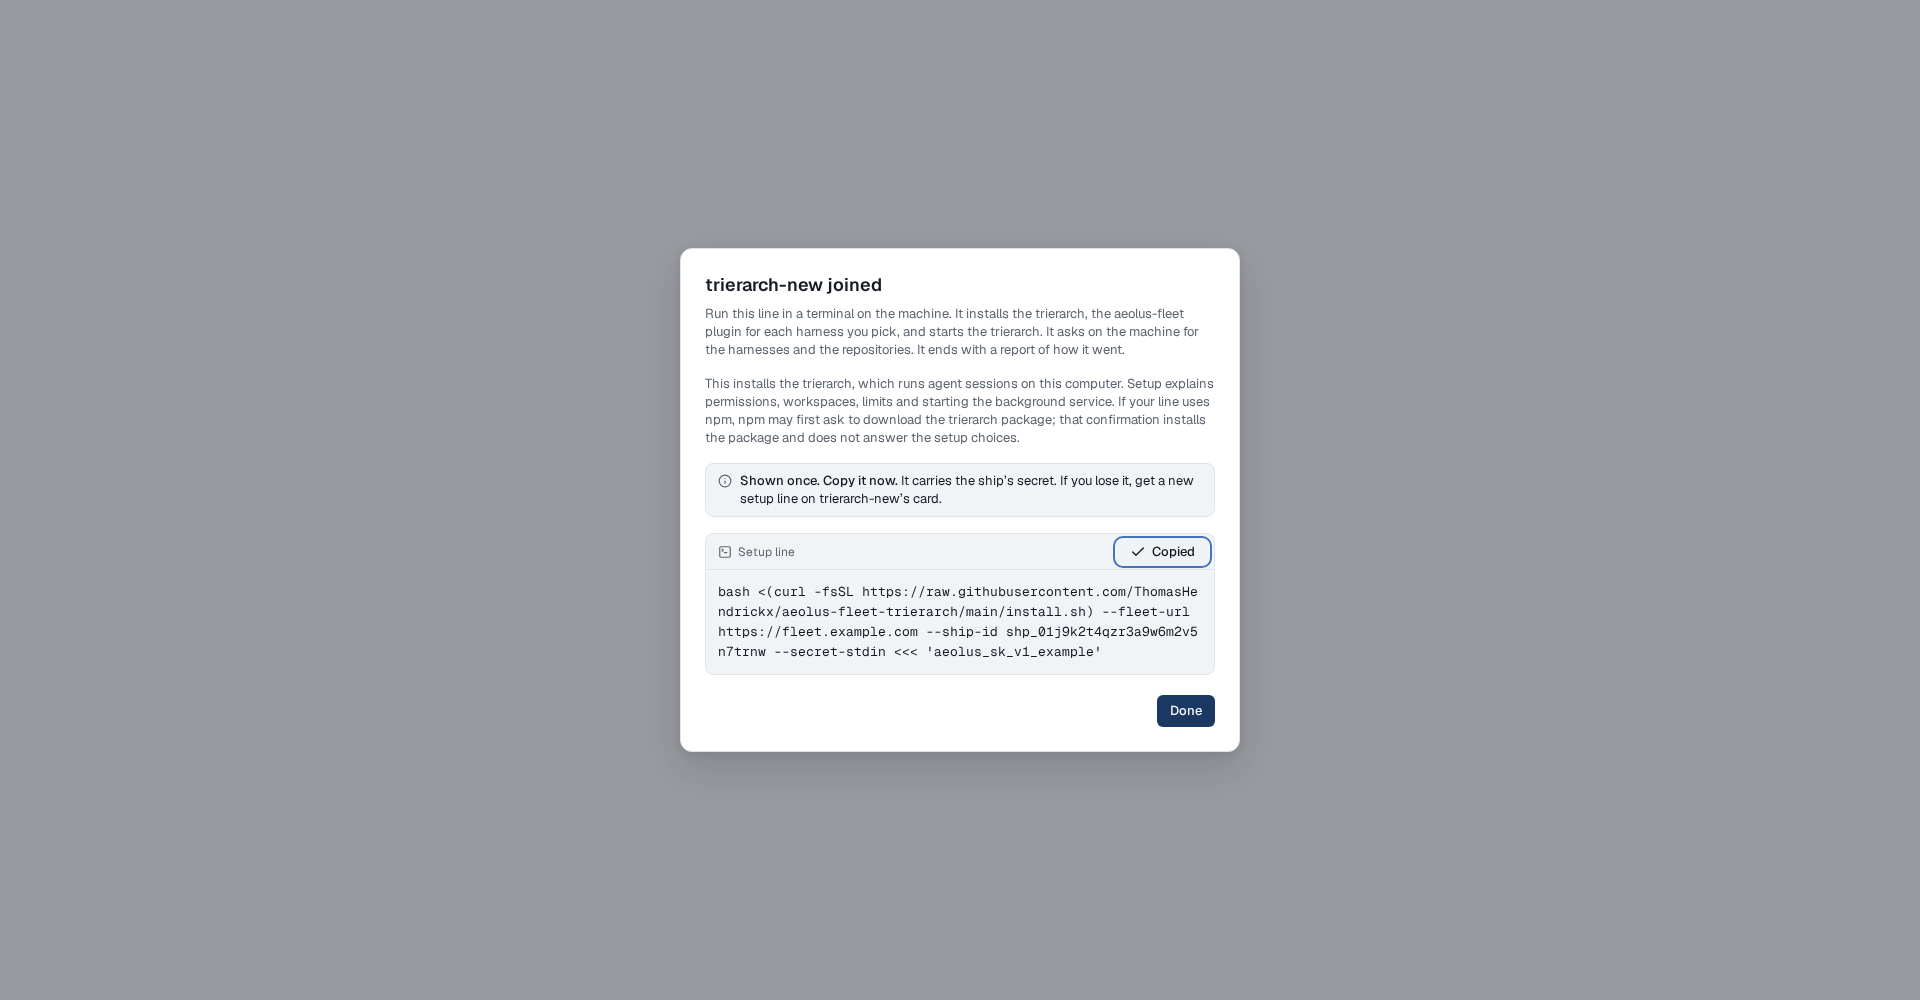 trierarch-new joined
Run this line in a terminal on the machine. It installs the trierarch, the aeolus-fleet
plugin for each harness you pick, and starts the trierarch. It asks on the machine for
the harnesses and the repositories. It ends with a report of how it went.
This installs the trierarch, which runs agent sessions on this computer. Setup explains
permissions, workspaces, limits and starting the background service. If your line uses
npm, npm may first ask to download the trierarch package; that confirmation installs
the package and does not answer the setup choices.
Shown once. Copy it now. It carries the ship's secret. If you lose it, get a new
setup line on trierarch-new's card.
Setup line
Copied
bash <(curl -fsSL https://raw.githubusercontent.com/ThomasHe
ndrickx/aeolus-fleet-trierarch/main/install.sh) --fleet-url
https://fleet.example.com --ship-id shp_01j9k2t4qzr3a9w6m2v5
n7trnw --secret-stdin <<< 'aeolus_sk_v1_example'
Done